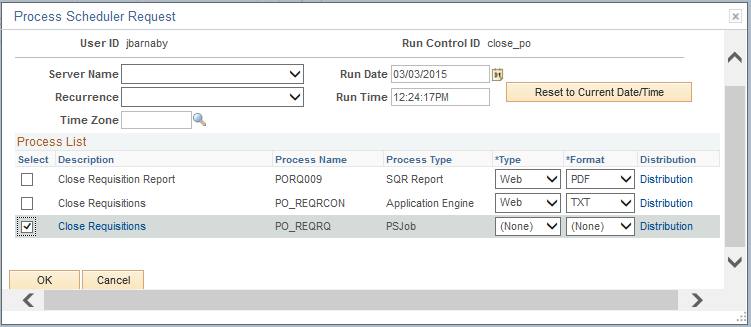 Process Scheduler Request
User ID jbarnaby Run Control ID close_po
Server Name Run Date 03/03/2015
Recurrence Run Time 12:24:17PM Reset to Current Date/Time
Time Zone
Process List
Select Description Process Name Process Type *Type *Format Distribution
Close Requisition Report PORQ009 SQR Report Web PDF Distribution
Close Requisitions PO_REQRCON Application Engine Web TXT Distribution
Close Requisitions PO_REQRQ PSJob (None) (None) Distribution
OK Cancel